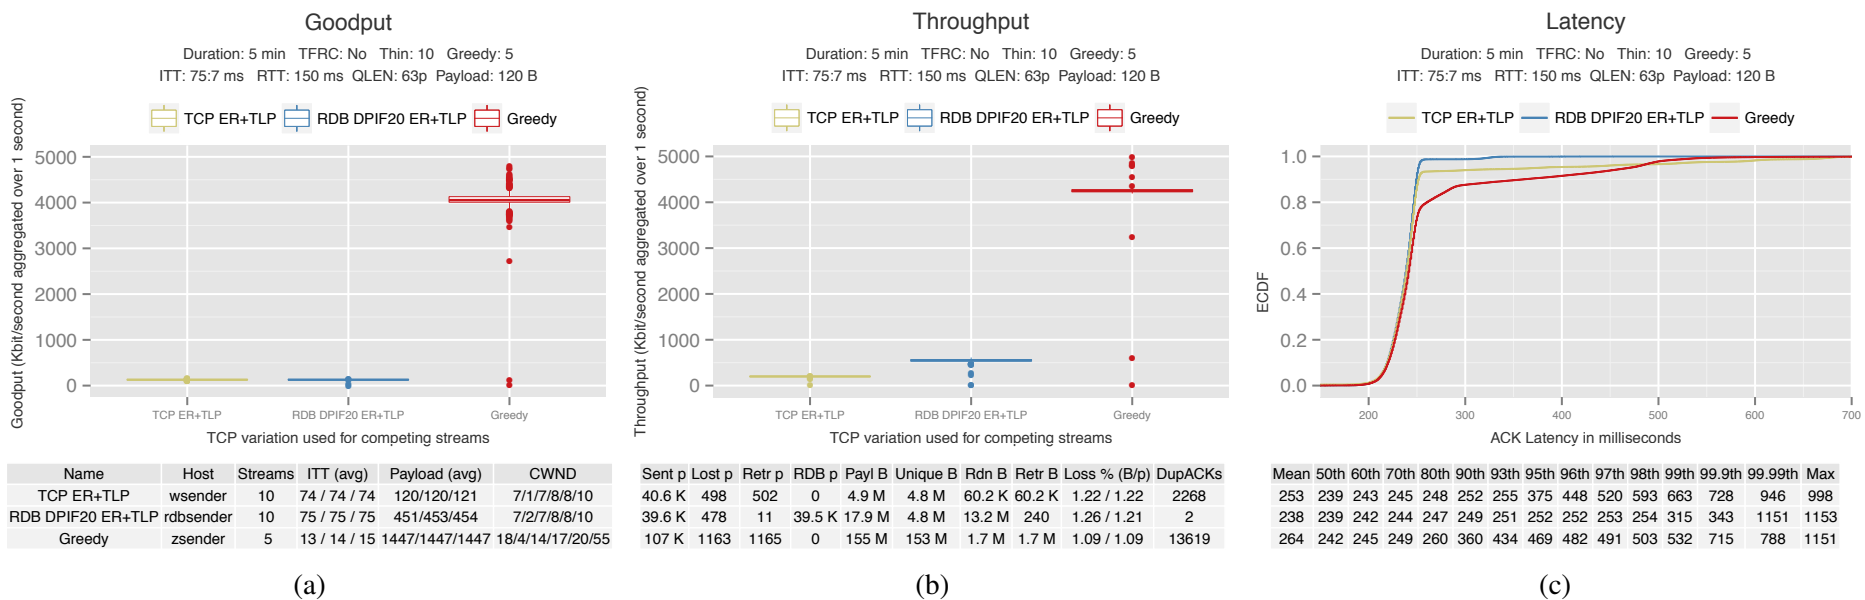 Goodput
Duration: 5 min TFRC: No Thin: 10 Greedy: 5
ITT: 75:7 ms RTT: 150 ms QLEN: 63p Payload: 120 B
TCP ER+TLP RDB DPIF20 ER+TLP Greedy
Goodput (Kbit/second aggregated over 1 second)
5000
4000
3000
2000
1000
0
TCP ER+TLP RDB DPIF20 ER+TLP Greedy
TCP variation used for competing streams
Name Host Streams ITT (avg) Payload (avg) CWND
TCP ER+TLP wsender 10 74 / 74 / 74 120/120/121 7/1/7/8/8/10
RDB DPIF20 ER+TLP rdbsender 10 75 / 75 / 75 451/453/454 7/2/7/8/8/10
Greedy zsender 5 13 / 14 / 15 1447/1447/1447 18/4/14/17/20/55
(a)
Throughput
Duration: 5 min TFRC: No Thin: 10 Greedy: 5
ITT: 75:7 ms RTT: 150 ms QLEN: 63p Payload: 120 B
TCP ER+TLP RDB DPIF20 ER+TLP Greedy
Throughput (Kbit/second aggregated over 1 second)
5000
4000
3000
2000
1000
0
TCP ER+TLP RDB DPIF20 ER+TLP Greedy
TCP variation used for competing streams
Sent p Lost p Retr p RDB p Payl B Unique B Rdn B Retr B Loss % (B/p) DupACKs
40.6 K 498 502 0 4.9 M 4.8 M 60.2 K 60.2 K 1.22 / 1.22 2268
39.6 K 478 11 39.5 K 17.9 M 4.8 M 13.2 M 240 1.26 / 1.21 2
107 K 1163 1165 0 155 M 153 M 1.7 M 1.7 M 1.09 / 1.09 13619
(b)
Latency
Duration: 5 min TFRC: No Thin: 10 Greedy: 5
ITT: 75:7 ms RTT: 150 ms QLEN: 63p Payload: 120 B
TCP ER+TLP RDB DPIF20 ER+TLP Greedy
ECDF
1.0
0.8
0.6
0.4
0.2
0.0
200 300 400 500 600 700
ACK Latency in milliseconds
Mean 50th 60th 70th 80th 90th 93th 95th 96th 97th 98th 99th 99.9th 99.99th Max
253 239 243 245 248 252 255 375 448 520 593 663 728 946 998
238 239 242 244 247 249 251 252 252 253 254 315 343 1151 1153
264 242 245 249 260 360 434 469 482 491 503 532 715 788 1151
(c)